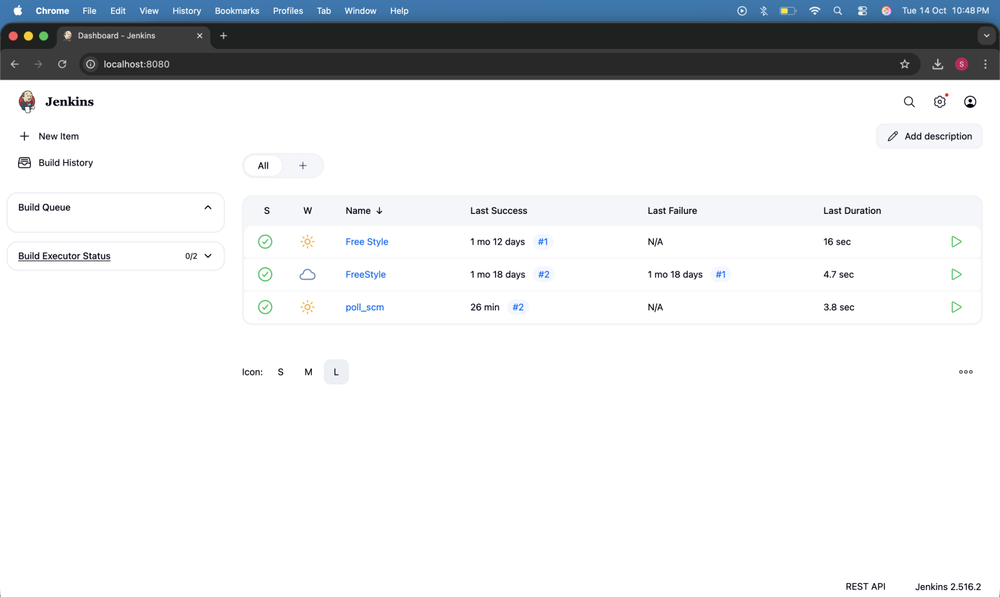 Chrome File Edit View History Bookmarks Profiles Tab Window Help Tue 14 Oct 10:48 PM
Dashboard - Jenkins
localhost:8080 S
Jenkins
New Item
Add description
Build History
All
Build Queue
Build Executor Status 0/2
S W Name Last Success Last Failure Last Duration
Free Style 1 mo 12 days #1 N/A 16 sec
FreeStyle 1 mo 18 days #2 1 mo 18 days #1 4.7 sec
poll_scm 26 min #2 N/A 3.8 sec
Icon: S M L
REST API Jenkins 2.516.2